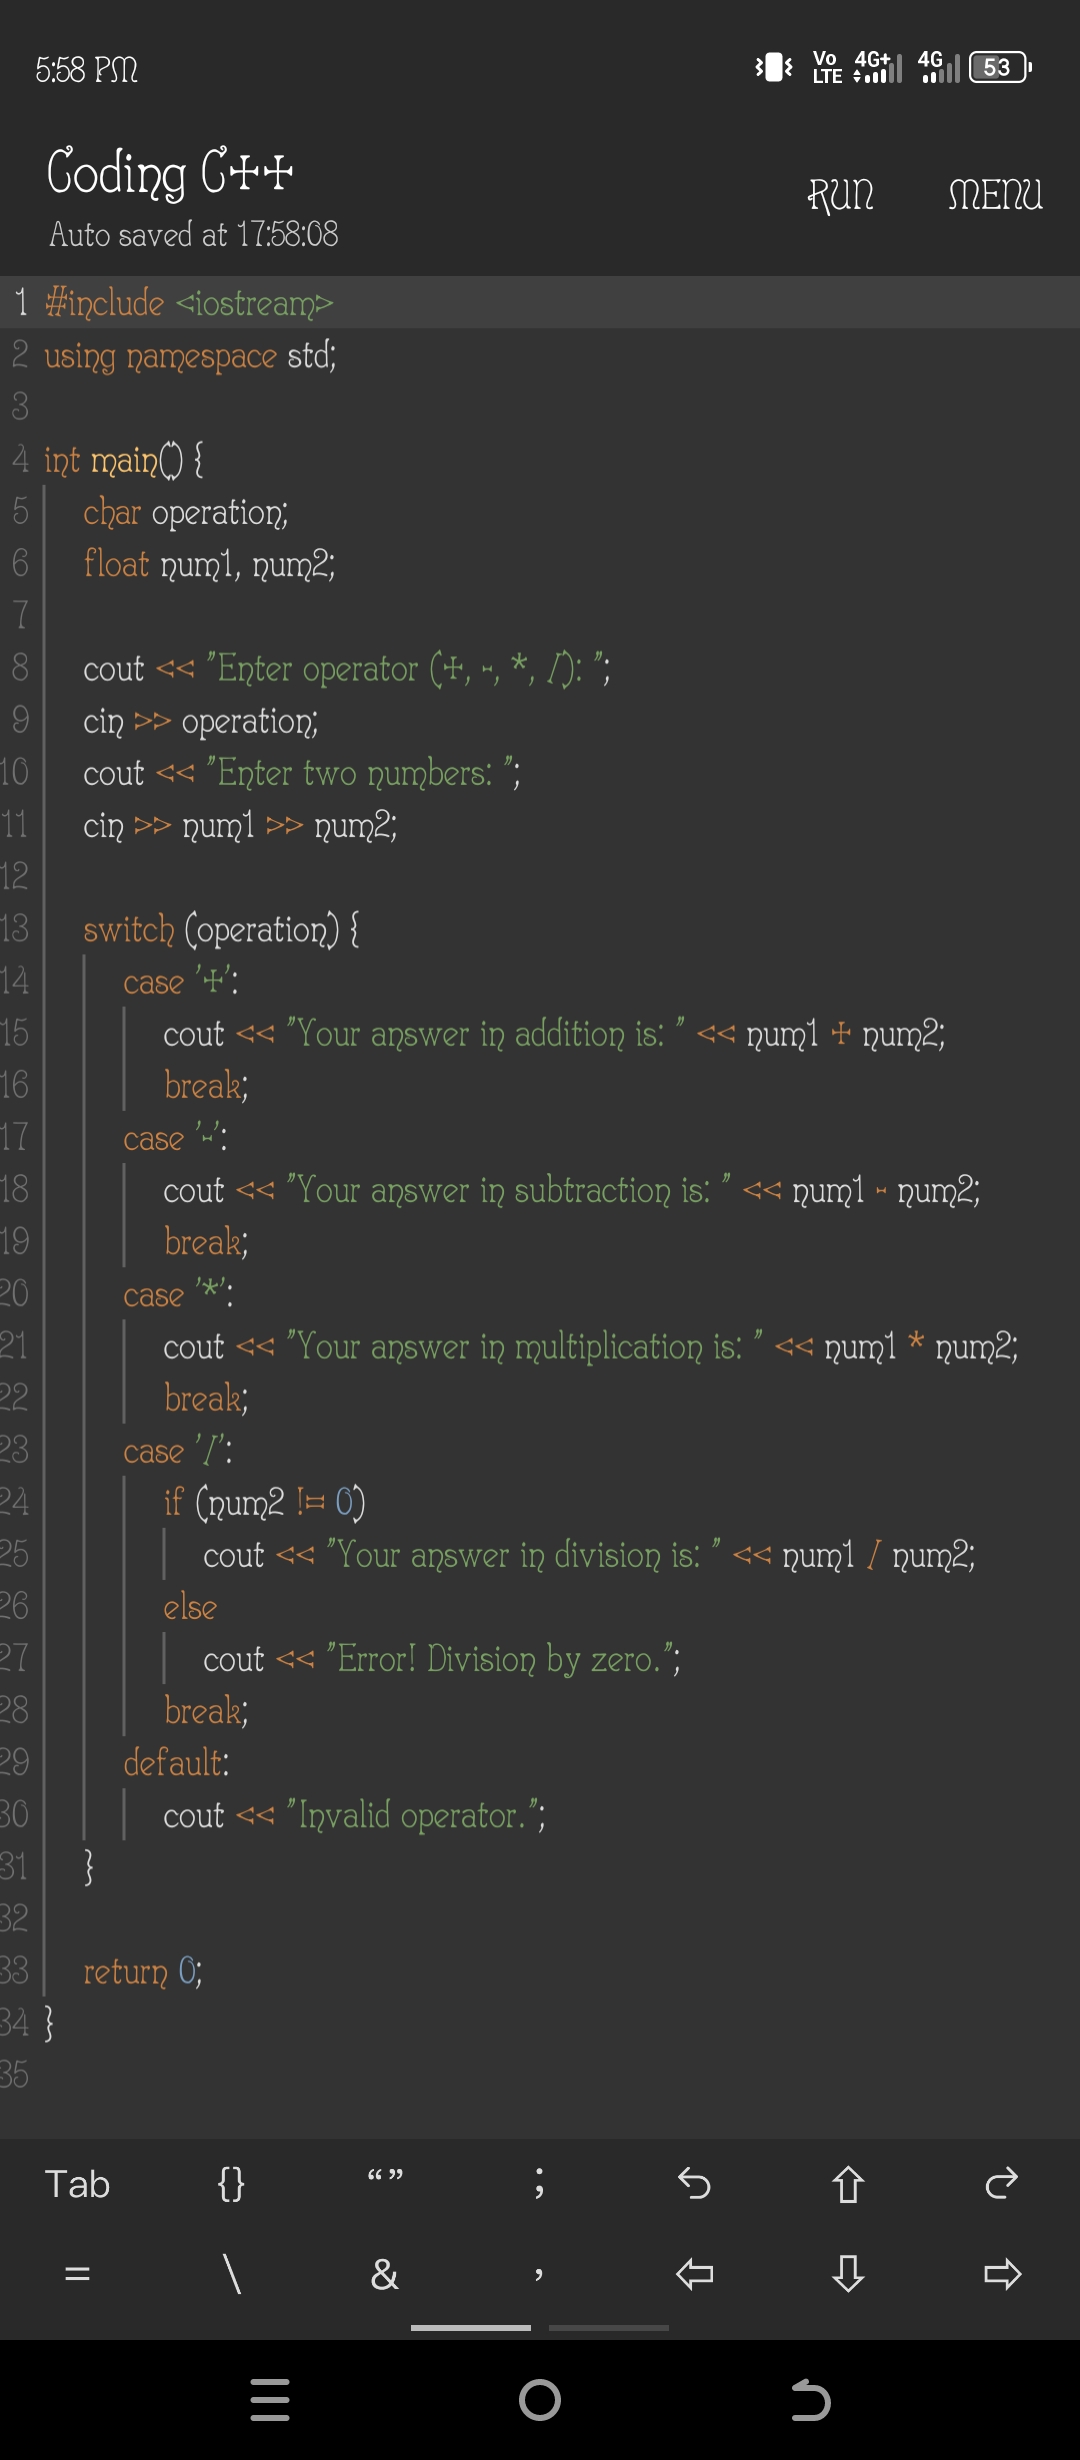 5:58 PM
Vo LTE 4G+ 4G 53
Coding C++
RUN MENU
Auto saved at 17:58:08
1 #include <iostream>
2 using namespace std;
3
4 int main() {
5 char operation;
6 float num1, num2;
7
8 cout << "Enter operator (+, -, *, /): ";
9 cin >> operation;
10 cout << "Enter two numbers: ";
11 cin >> num1 >> num2;
12
13 switch (operation) {
14 case '+':
15 cout << "Your answer in addition is: " << num1 + num2;
16 break;
17 case '-':
18 cout << "Your answer in subtraction is: " << num1 - num2;
19 break;
20 case '*':
21 cout << "Your answer in multiplication is: " << num1 * num2;
22 break;
23 case '/':
24 if (num2 != 0)
25 cout << "Your answer in division is: " << num1 / num2;
26 else
27 cout << "Error! Division by zero.";
28 break;
29 default:
30 cout << "Invalid operator.";
31 }
32
33 return 0;
34 }
35
Tab {} “” ;
= \ & ,